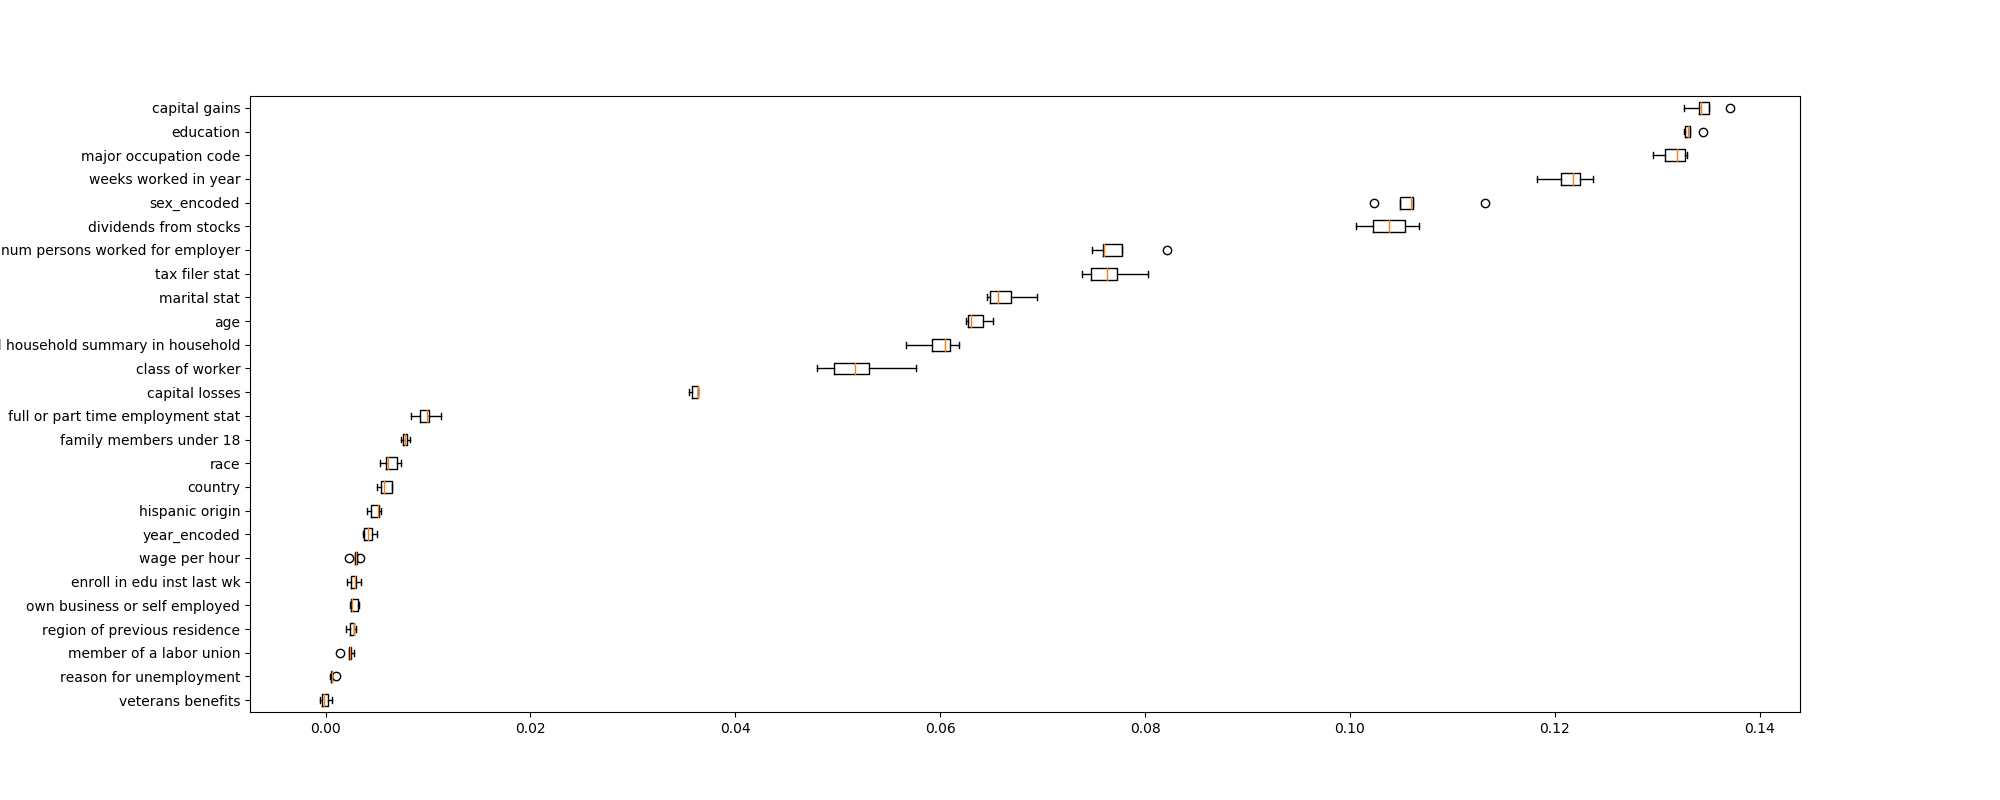 capital gains
education
major occupation code
weeks worked in year
sex_encoded
dividends from stocks
num persons worked for employer
tax filer stat
marital stat
age
household summary in household
class of worker
capital losses
full or part time employment stat
family members under 18
race
country
hispanic origin
year_encoded
wage per hour
enroll in edu inst last wk
own business or self employed
region of previous residence
member of a labor union
reason for unemployment
veterans benefits
0.00 0.02 0.04 0.06 0.08 0.10 0.12 0.14